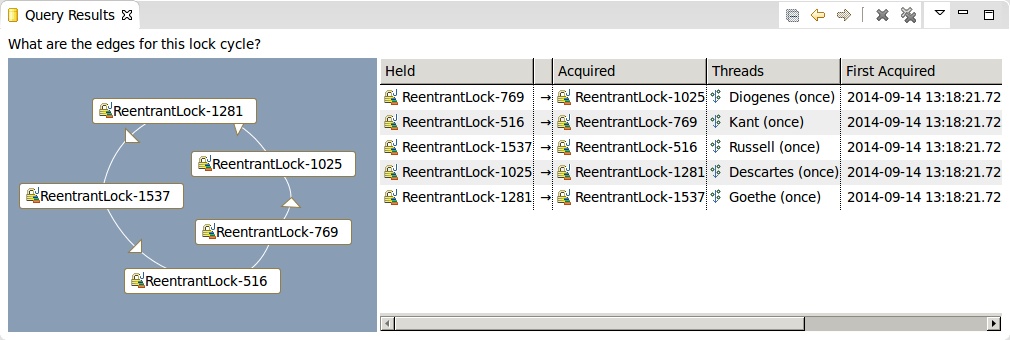 Query Results
What are the edges for this lock cycle?
ReentrantLock-1281
ReentrantLock-1025
ReentrantLock-1537
ReentrantLock-769
ReentrantLock-516
Held Acquired Threads First Acquired
ReentrantLock-769 → ReentrantLock-1025 Diogenes (once) 2014-09-14 13:18:21.72
ReentrantLock-516 → ReentrantLock-769 Kant (once) 2014-09-14 13:18:21.72
ReentrantLock-1537 → ReentrantLock-516 Russell (once) 2014-09-14 13:18:21.72
ReentrantLock-1025 → ReentrantLock-1281 Descartes (once) 2014-09-14 13:18:21.72
ReentrantLock-1281 → ReentrantLock-1537 Goethe (once) 2014-09-14 13:18:21.72